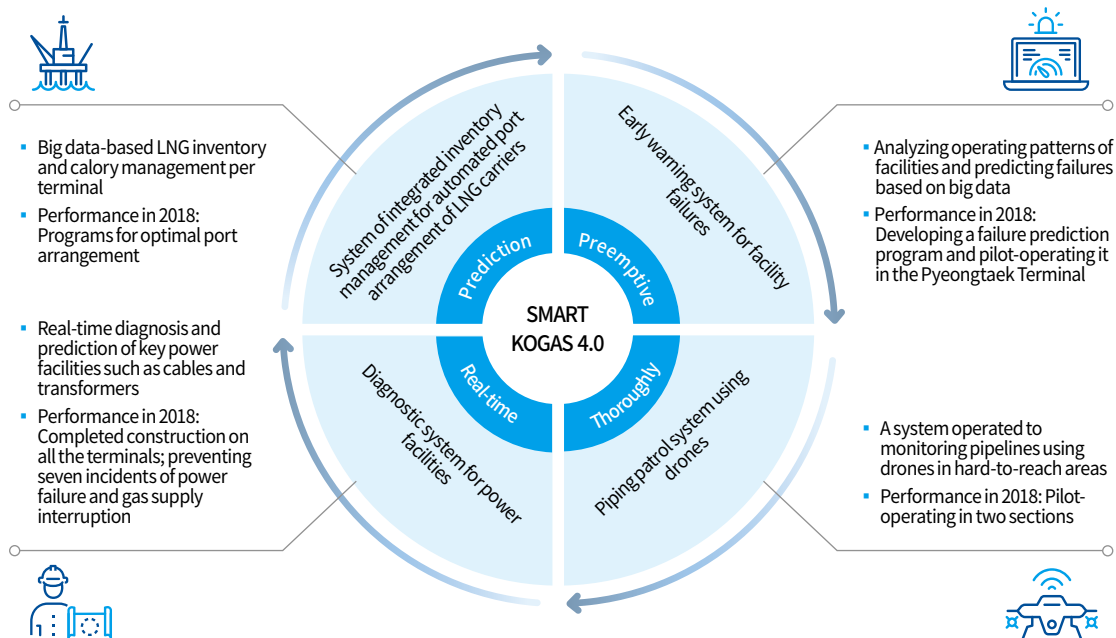 ▪ Big data-based LNG inventory
and calory management per
terminal
▪ Performance in 2018:
Programs for optimal port
arrangement
System of integrated inventory
management for automated port
arrangement of LNG carriers
Prediction
Early warning system for facility
failures
Preemptive
▪ Analyzing operating patterns of
facilities and predicting failures
based on big data
▪ Performance in 2018:
Developing a failure prediction
program and pilot-operating it
in the Pyeongtaek Terminal
SMART
KOGAS 4.0
▪ Real-time diagnosis and
prediction of key power
facilities such as cables and
transformers
▪ Performance in 2018:
Completed construction on
all the terminals; preventing
seven incidents of power
failure and gas supply
interruption
Real-time
Diagnostic system for power
facilities
Thoroughly
Piping patrol system using
drones
▪ A system operated to
monitoring pipelines using
drones in hard-to-reach areas
▪ Performance in 2018: Pilot-
operating in two sections